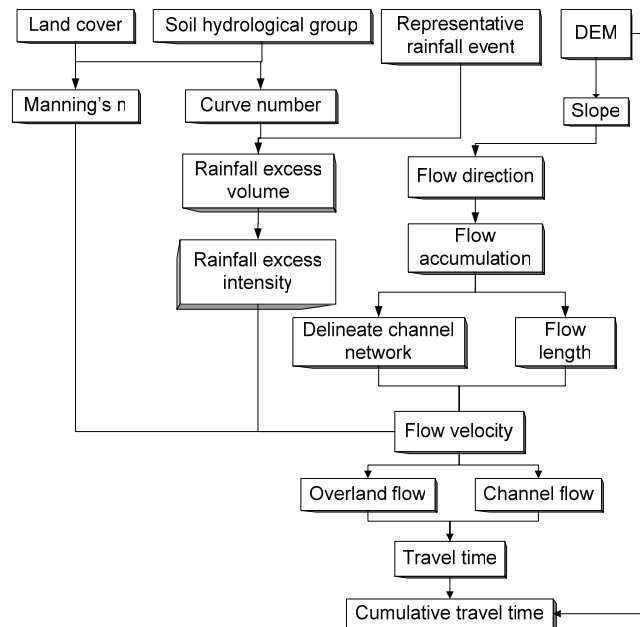 Land cover
Soil hydrological group
Representative
rainfall event
DEM
Manning's n
Curve number
Slope
Rainfall excess
volume
Flow direction
Rainfall excess
intensity
Flow
accumulation
Delineate channel
network
Flow
length
Flow velocity
Overland flow
Channel flow
Travel time
Cumulative travel time